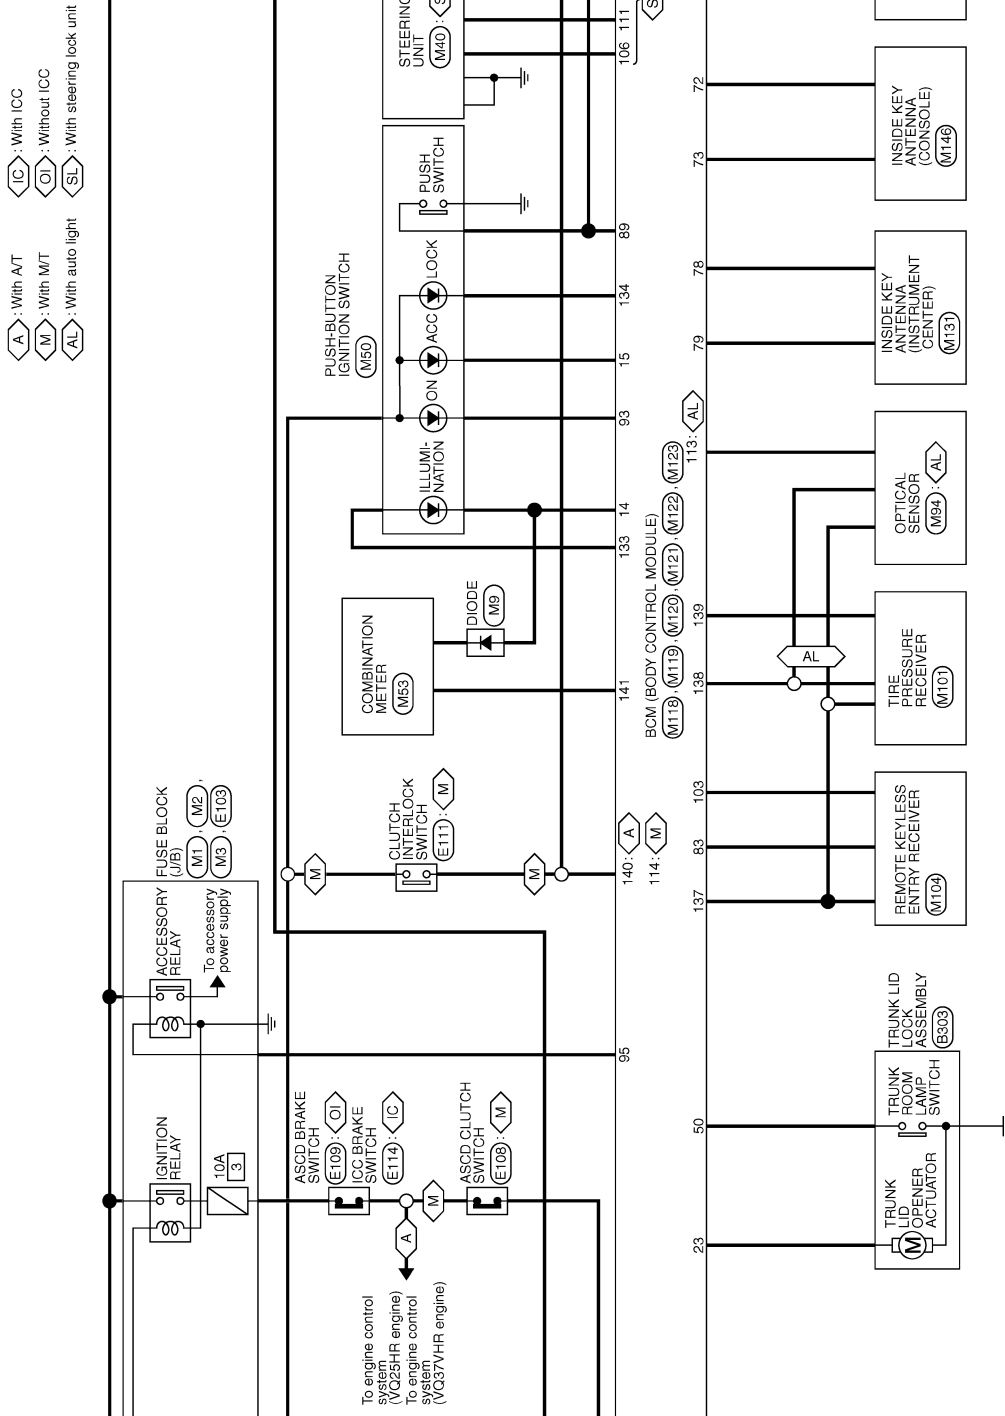 A : With A/T
M : With M/T
AL : With auto light
IC : With ICC
OI : Without ICC
SL : With steering lock unit
IGNITION
RELAY
10A
3
ACCESSORY
RELAY
To accessory
power supply
FUSE BLOCK
(J/B)
M1 , M2 ,
M3 , E103
ASCD BRAKE
SWITCH
E109 : OI
ICC BRAKE
SWITCH
E114 : IC
ASCD CLUTCH
SWITCH
E108 : M
A
M
To engine control
system
(VQ25HR engine)
To engine control
system
(VQ37VHR engine)
95
M
CLUTCH
INTERLOCK
SWITCH
E111 : M
M
140: A
114: M
COMBINATION
METER
M53
DIODE
M9
141
133
14
93
15
134
89
106
111
PUSH-BUTTON
IGNITION SWITCH
M50
ILLUMI-
NATION
ON
ACC
LOCK
PUSH
SWITCH
STEERING
UNIT
M40 :
BCM (BODY CONTROL MODULE)
M118 , M119 , M120 , M121 , M122 , M123
23
50
137
83
103
138
139
113: AL
79
78
73
72
TRUNK
LID
OPENER
ACTUATOR
M
TRUNK
ROOM
LAMP
SWITCH
TRUNK LID
LOCK
ASSEMBLY
B303
REMOTE KEYLESS
ENTRY RECEIVER
M104
AL
TIRE
PRESSURE
RECEIVER
M101
OPTICAL
SENSOR
M94 : AL
INSIDE KEY
ANTENNA
(INSTRUMENT
CENTER)
M131
INSIDE KEY
ANTENNA
(CONSOLE)
M146